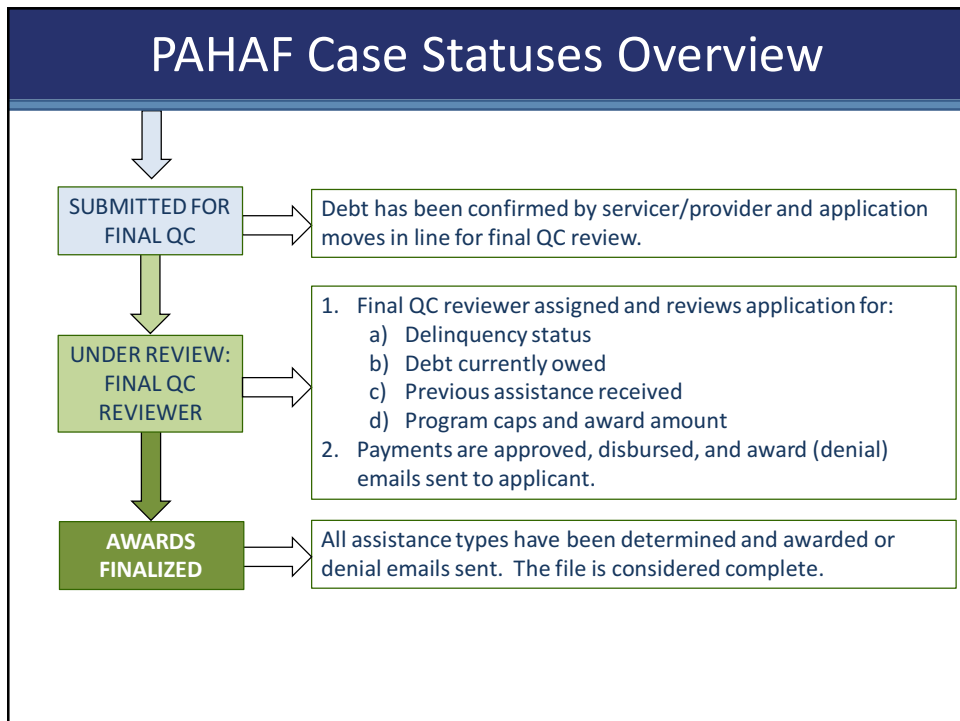 PAHAF Case Statuses Overview
SUBMITTED FOR
FINAL QC
Debt has been confirmed by servicer/provider and application
moves in line for final QC review.
UNDER REVIEW:
FINAL QC
REVIEWER
1. Final QC reviewer assigned and reviews application for:
a) Delinquency status
b) Debt currently owed
c) Previous assistance received
d) Program caps and award amount
2. Payments are approved, disbursed, and award (denial)
emails sent to applicant.
AWARDS
FINALIZED
All assistance types have been determined and awarded or
denial emails sent. The file is considered complete.